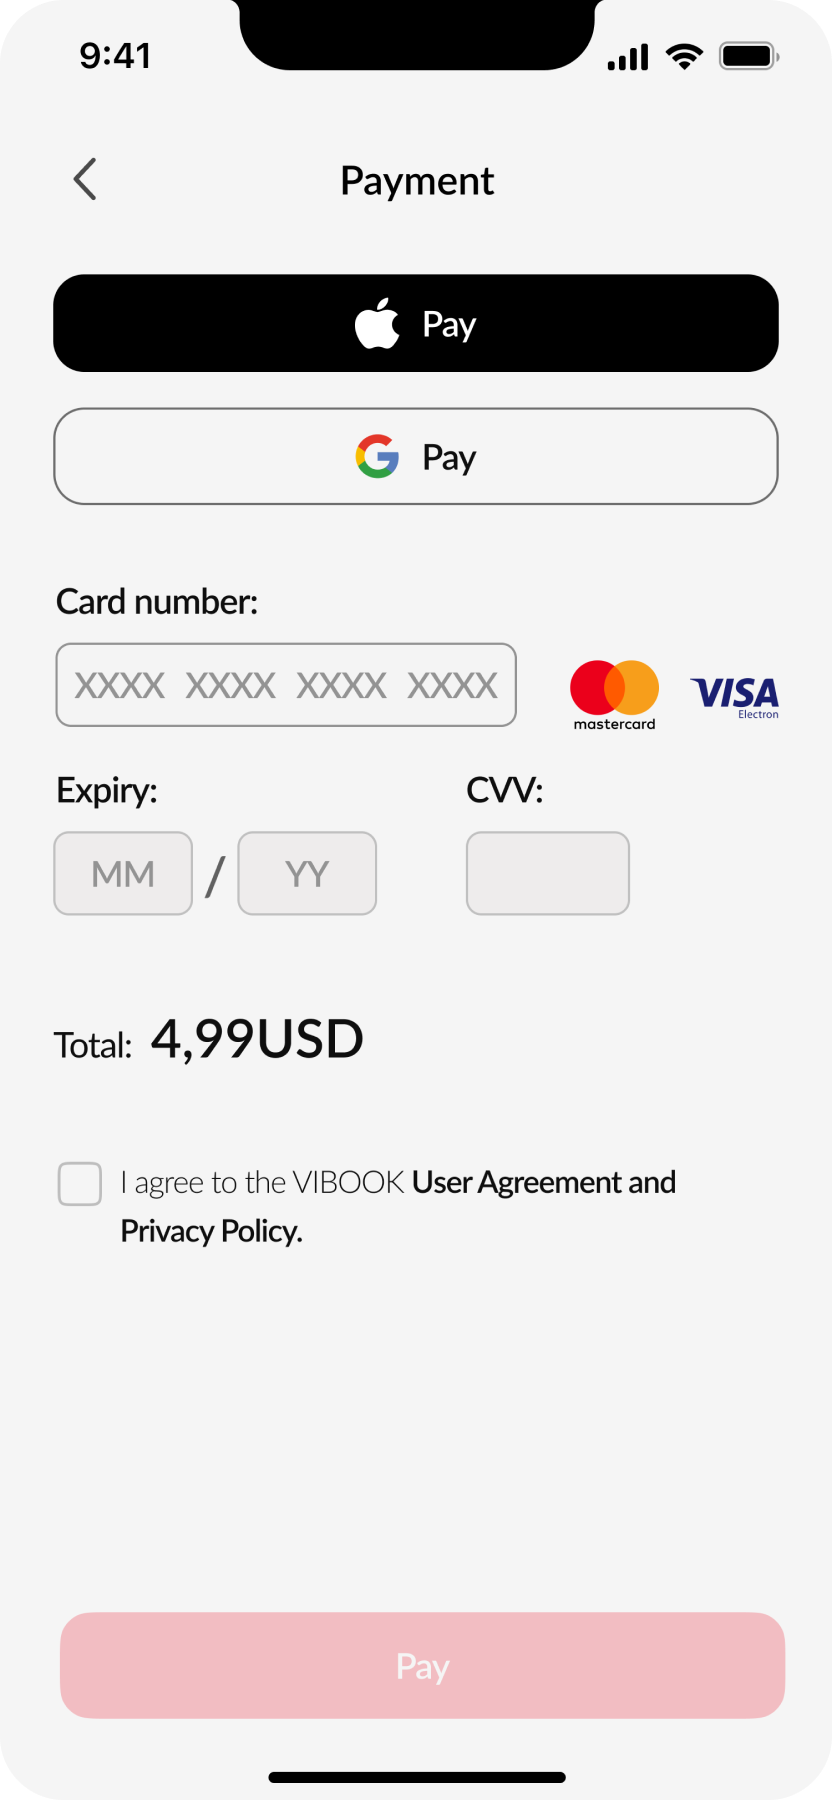 9:41
Payment
Pay
Pay
Card number:
XXXX XXXX XXXX XXXX
mastercard
VISA
Electron
Expiry:
CVV:
MM / YY
Total: 4,99USD
I agree to the VIBOOK User Agreement and
Privacy Policy.
Pay